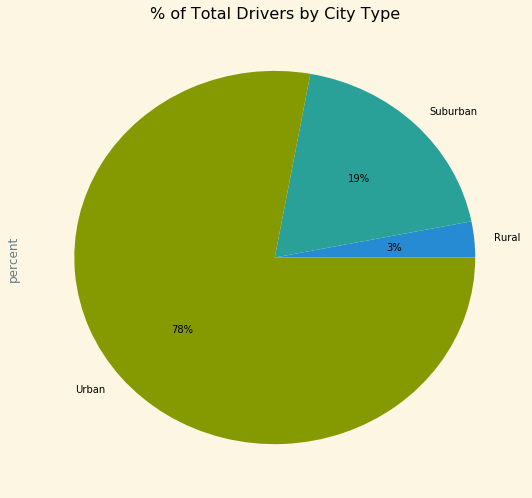 % of Total Drivers by City Type
Suburban
19%
Rural
3%
percent
78%
Urban